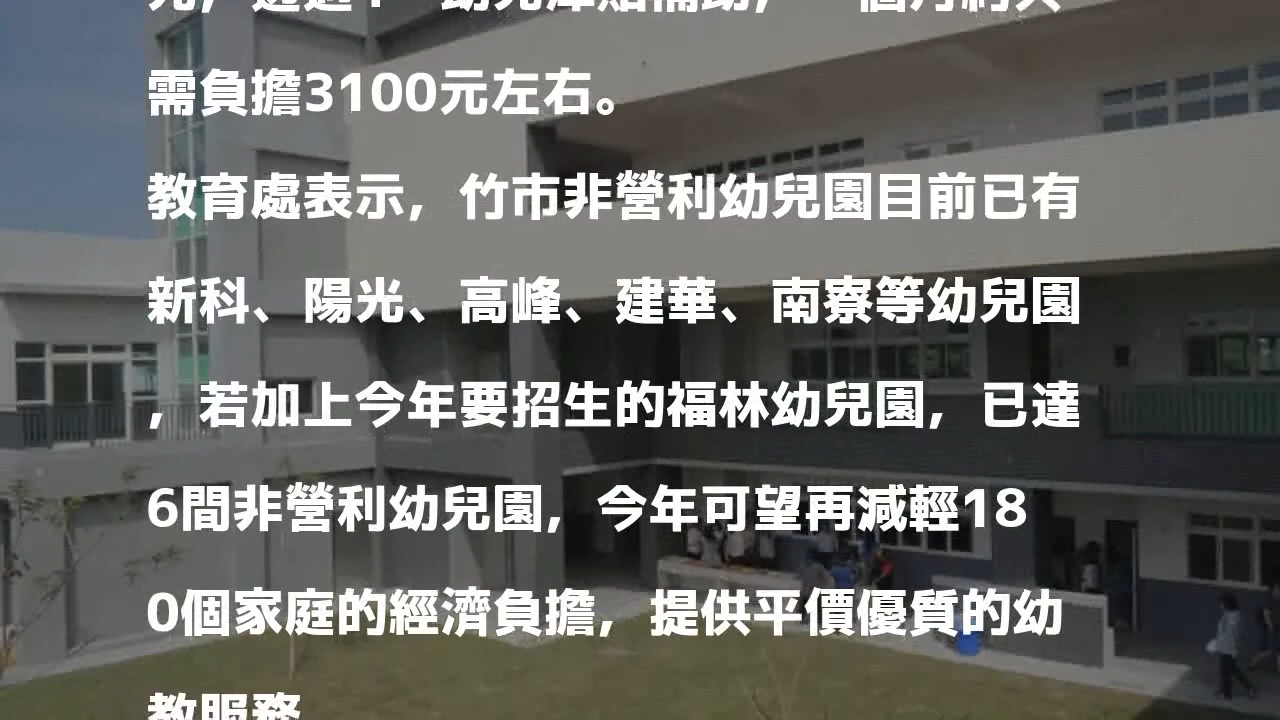 需負擔3100元左右。
教育處表示，竹市非營利幼兒園目前已有
新科、陽光、高峰、建華、南寮等幼兒園
，若加上今年要招生的福林幼兒園，已達
6間非營利幼兒園，今年可望再減輕18
0個家庭的經濟負擔，提供平價優質的幼
教服務